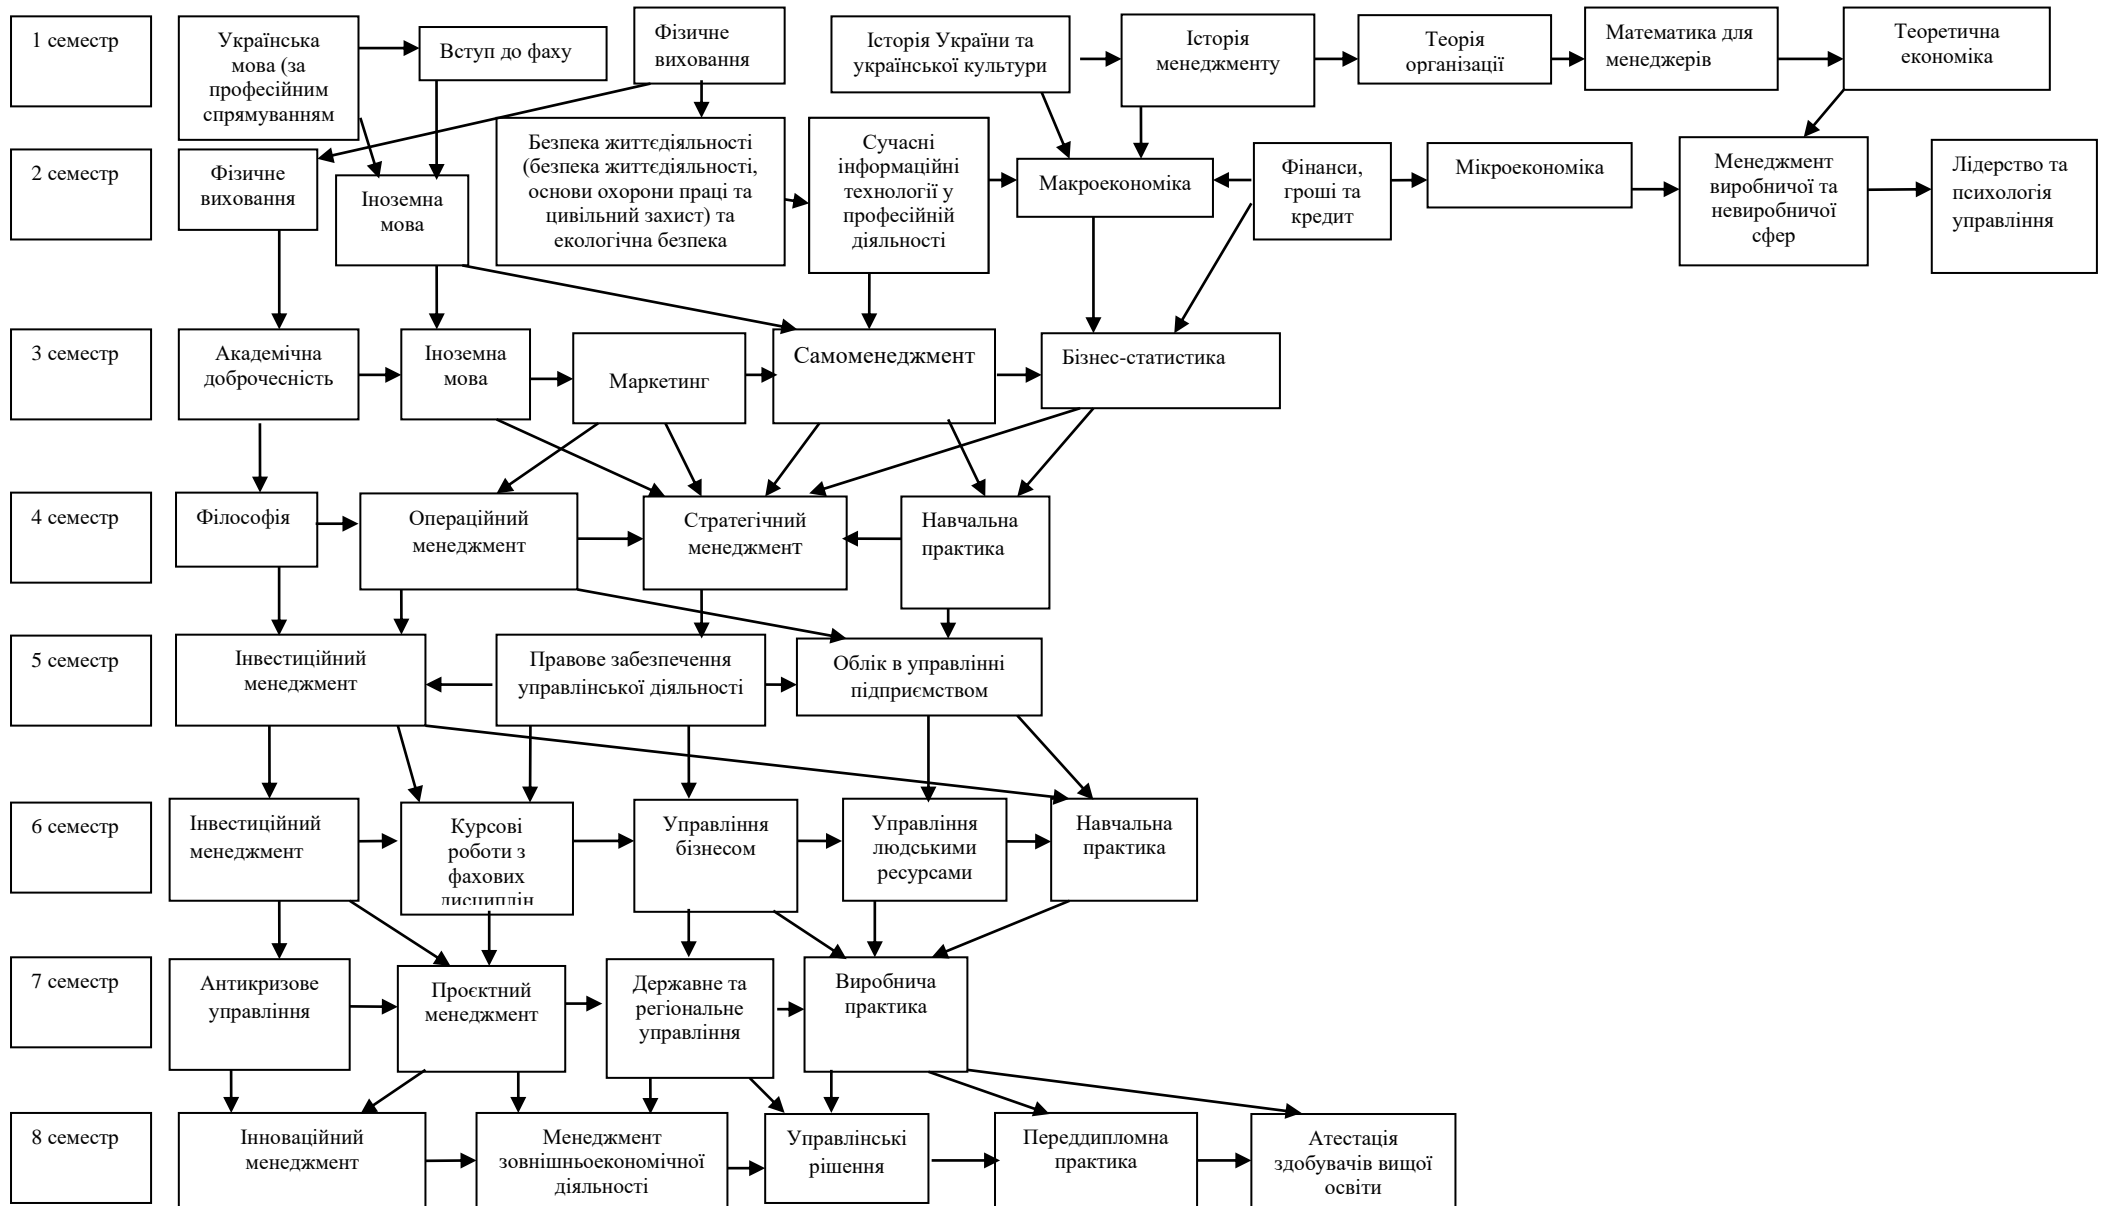 1 семестр
Українська
мова (за
професійним
спрямуванням
Вступ до фаху
Фізичне
виховання
Історія України та
української культури
Історія
менеджменту
Теорія
організації
Математика для
менеджерів
Теоретична
економіка
2 семестр
Фізичне
виховання
Іноземна
мова
Безпека життєдіяльності
(безпека життєдіяльності,
основи охорони праці та
цивільний захист) та
екологічна безпека
Сучасні
інформаційні
технології у
професійній
діяльності
Макроекономіка
Фінанси,
гроші та
кредит
Мікроекономіка
Менеджмент
виробничої та
невиробничої
сфер
Лідерство та
психологія
управління
3 семестр
Академічна
доброчесність
Іноземна
мова
Маркетинг
Самоменеджмент
Бізнес-статистика
4 семестр
Філософія
Операційний
менеджмент
Стратегічний
менеджмент
Навчальна
практика
5 семестр
Інвестиційний
менеджмент
Правове забезпечення
управлінської діяльності
Облік в управлінні
підприємством
6 семестр
Інвестиційний
менеджмент
Курсові
роботи з
фахових
дисциплін
Управління
бізнесом
Управління
людськими
ресурсами
Навчальна
практика
7 семестр
Антикризове
управління
Проєктний
менеджмент
Державне та
регіональне
управління
Виробнича
практика
8 семестр
Інноваційний
менеджмент
Менеджмент
зовнішньоекономічної
діяльності
Управлінські
рішення
Переддипломна
практика
Атестація
здобувачів вищої
освіти